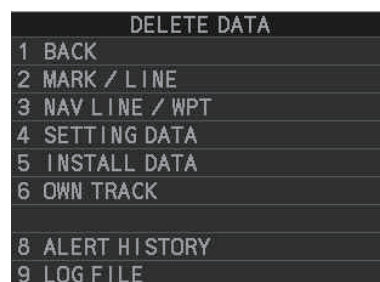 DELETE DATA
1 BACK
2 MARK / LINE
3 NAV LINE / WPT
4 SETTING DATA
5 INSTALL DATA
6 OWN TRACK
8 ALERT HISTORY
9 LOG FILE